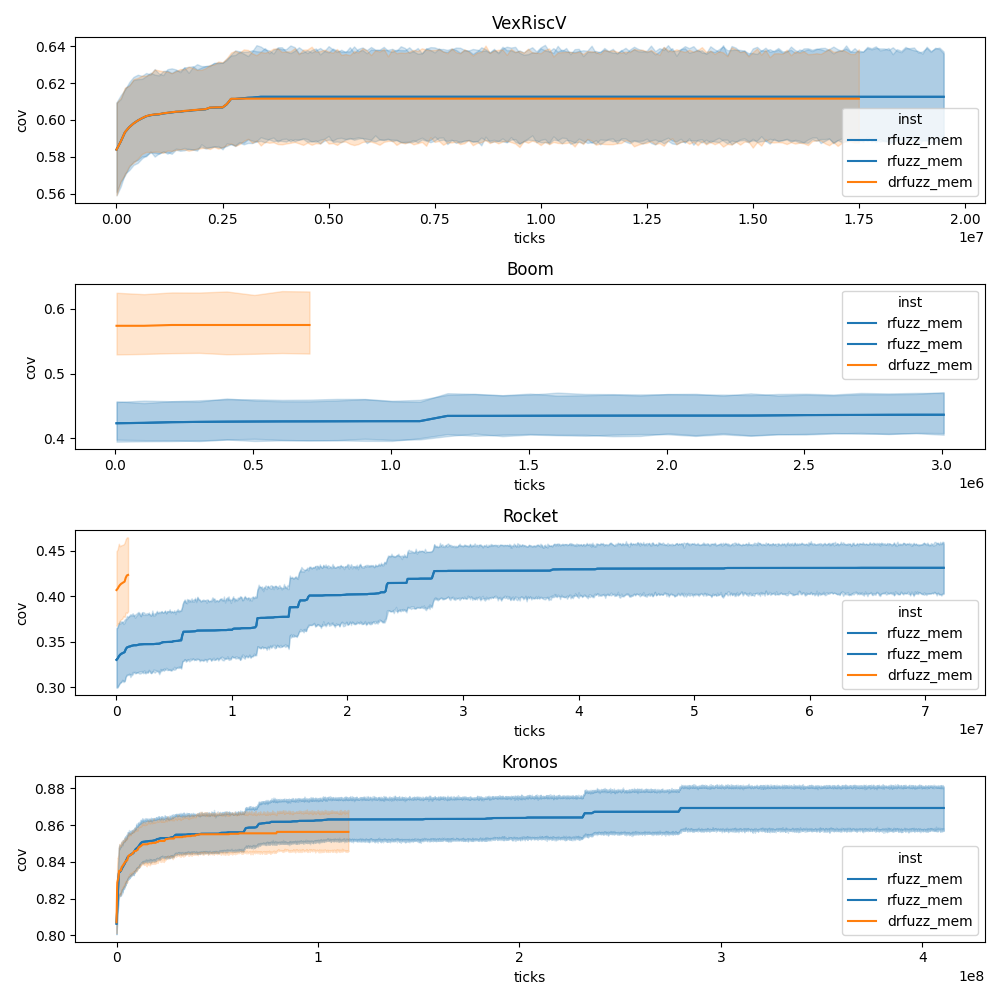 VexRiscV
0.64
0.62
0.60
0.58
0.56
cov
0.00 0.25 0.50 0.75 1.00 1.25 1.50 1.75 2.00
1e7
ticks
inst
rfuzz_mem
rfuzz_mem
drfuzz_mem
Boom
0.6
0.5
0.4
cov
0.0 0.5 1.0 1.5 2.0 2.5 3.0
1e6
ticks
inst
rfuzz_mem
rfuzz_mem
drfuzz_mem
Rocket
0.45
0.40
0.35
0.30
cov
0 1 2 3 4 5 6 7
1e7
ticks
inst
rfuzz_mem
rfuzz_mem
drfuzz_mem
Kronos
0.88
0.86
0.84
0.82
0.80
cov
0 1 2 3 4
1e8
ticks
inst
rfuzz_mem
rfuzz_mem
drfuzz_mem